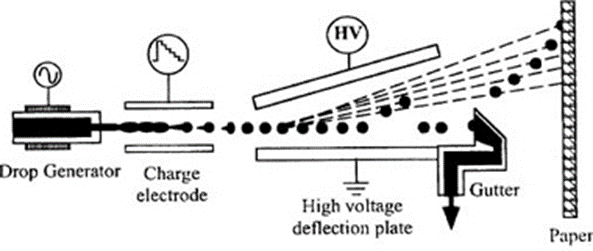 HV
Drop Generator
Charge
electrode
High voltage
deflection plate
Gutter
Paper